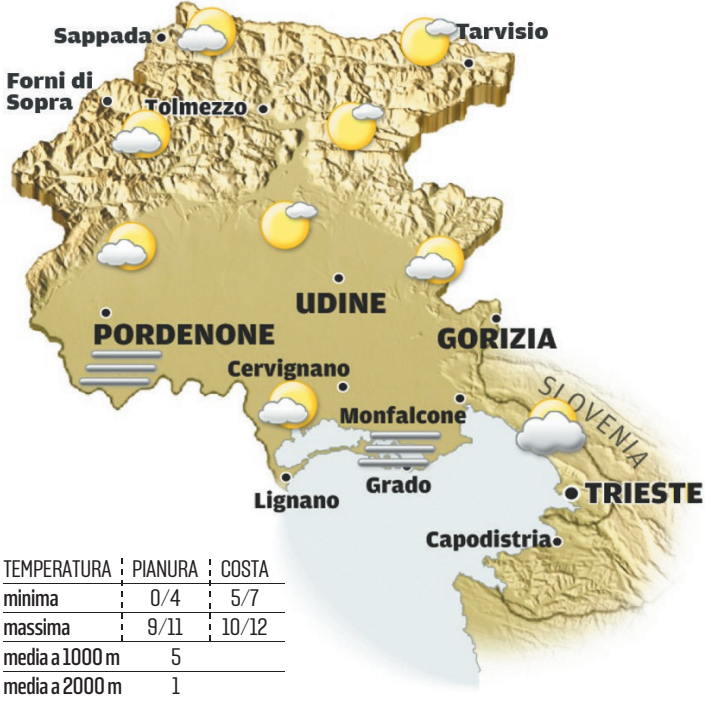 Sappada
Tarvisio
Forni di
Sopra
Tolmezzo
UDINE
PORDENONE
GORIZIA
Cervignano
SLOVENIA
Monfalcone
Grado
Lignano
TRIESTE
Capodistria
TEMPERATURA PIANURA COSTA
minima 0/4 5/7
massima 9/11 10/12
media a 1000 m 5
media a 2000 m 1